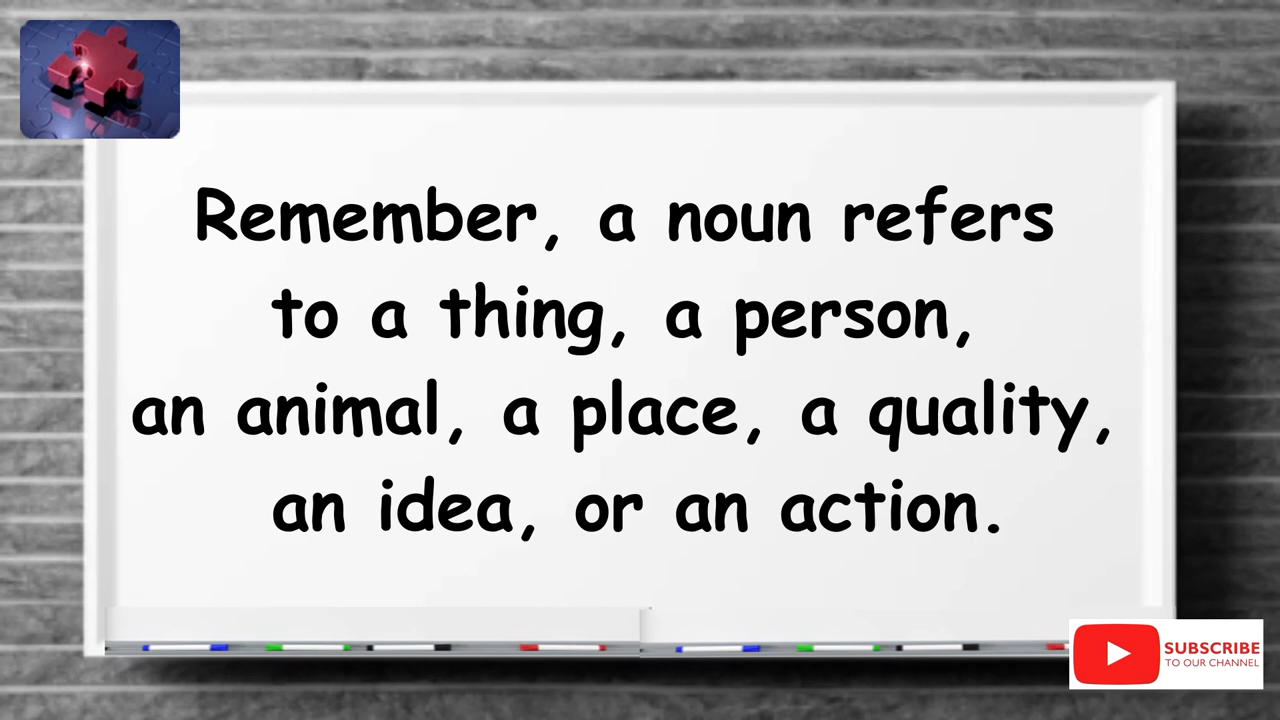 Remember, a noun refers
to a thing, a person,
an animal, a place, a quality,
an idea, or an action.
SUBSCRIBE
TO OUR CHANNEL